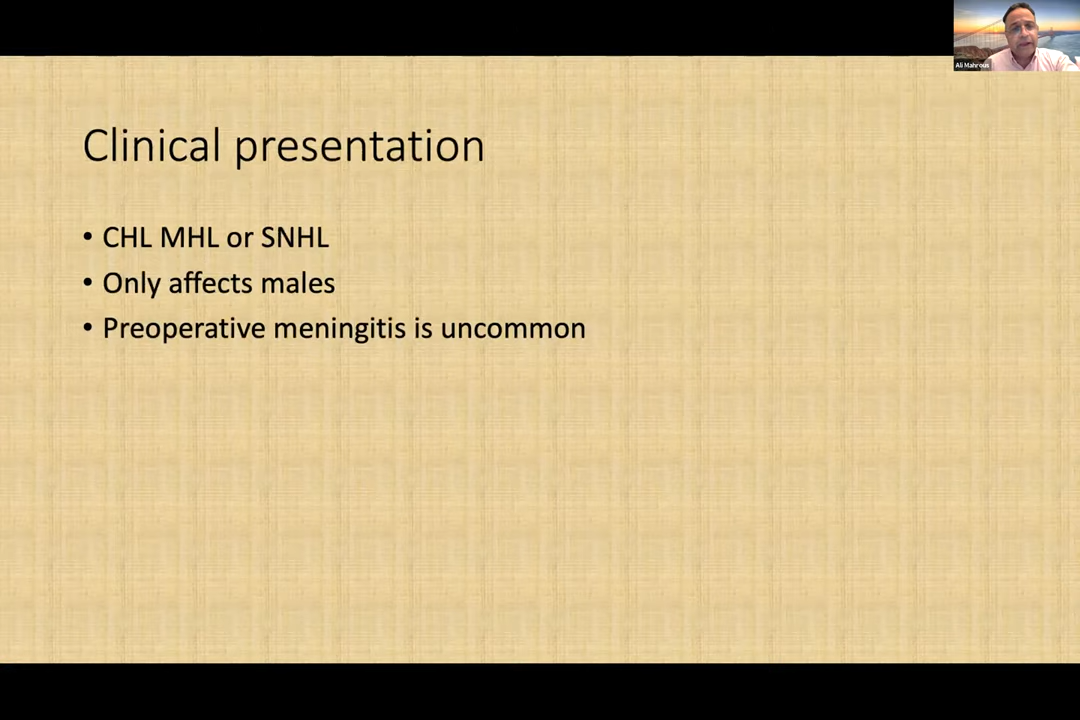 Ali Mahrous
Clinical presentation
• CHL MHL or SNHL
• Only affects males
• Preoperative meningitis is uncommon